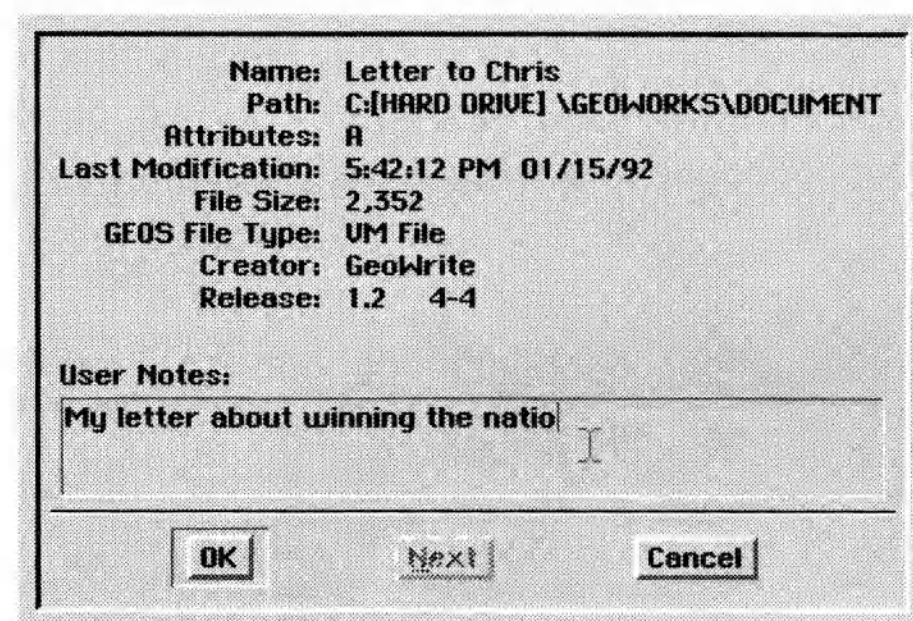 Name: Letter to Chris
Path: C:[HARD DRIVE] \GEOWORKS\DOCUMENT
Attributes: A
Last Modification: 5:42:12 PM 01/15/92
File Size: 2,352
GEOS File Type: VM File
Creator: GeoWrite
Release: 1.2 4-4
User Notes:
My letter about winning the natio
OK Next Cancel